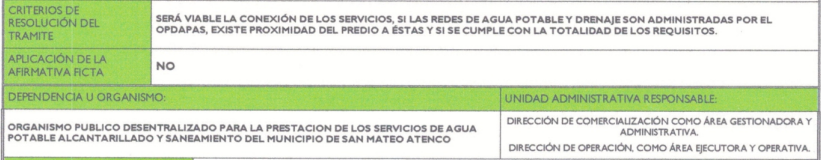 CRITERIOS DE
RESOLUCIÓN DEL
TRAMITE
SERÁ VIABLE LA CONEXIÓN DE LOS SERVICIOS, SI LAS REDES DE AGUA POTABLE Y DRENAJE SON ADMINISTRADAS POR EL
OPDAPAS, EXISTE PROXIMIDAD DEL PREDIO A ÉSTAS Y SI SE CUMPLE CON LA TOTALIDAD DE LOS REQUISITOS.
APLICACIÓN DE LA
AFIRMATIVA FICTA
NO
DEPENDENCIA U ORGANISMO:
UNIDAD ADMINISTRATIVA RESPONSABLE:
ORGANISMO PUBLICO DESENTRALIZADO PARA LA PRESTACION DE LOS SERVICIOS DE AGUA
POTABLE ALCANTARILLADO Y SANEAMIENTO DEL MUNICIPIO DE SAN MATEO ATENCO
DIRECCIÓN DE COMERCIALIZACIÓN COMO ÁREA GESTIONADORA Y
ADMINISTRATIVA.
DIRECCIÓN DE OPERACIÓN, COMO ÁREA EJECUTORA Y OPERATIVA.